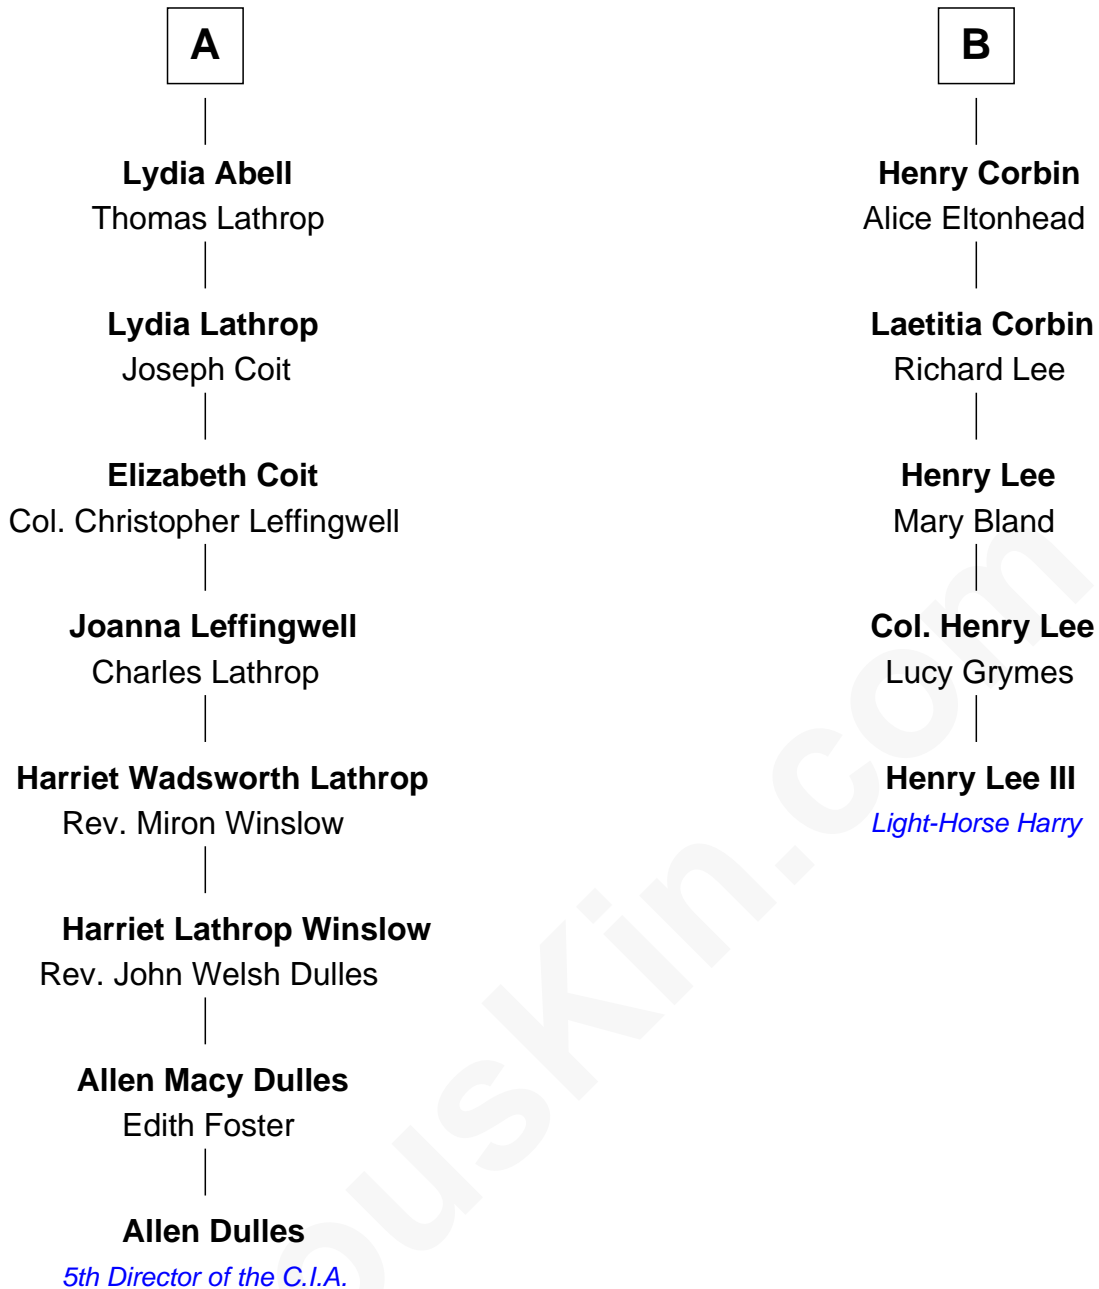 A
Lydia Abell
Thomas Lathrop
Lydia Lathrop
Joseph Coit
Elizabeth Coit
Col. Christopher Leffingwell
Joanna Leffingwell
Charles Lathrop
Harriet Wadsworth Lathrop
Rev. Miron Winslow
Harriet Lathrop Winslow
Rev. John Welsh Dulles
Allen Macy Dulles
Edith Foster
Allen Dulles
5th Director of the C.I.A.
B
Henry Corbin
Alice Eltonhead
Laetitia Corbin
Richard Lee
Henry Lee
Mary Bland
Col. Henry Lee
Lucy Grymes
Henry Lee III
Light-Horse Harry
ousKin.com